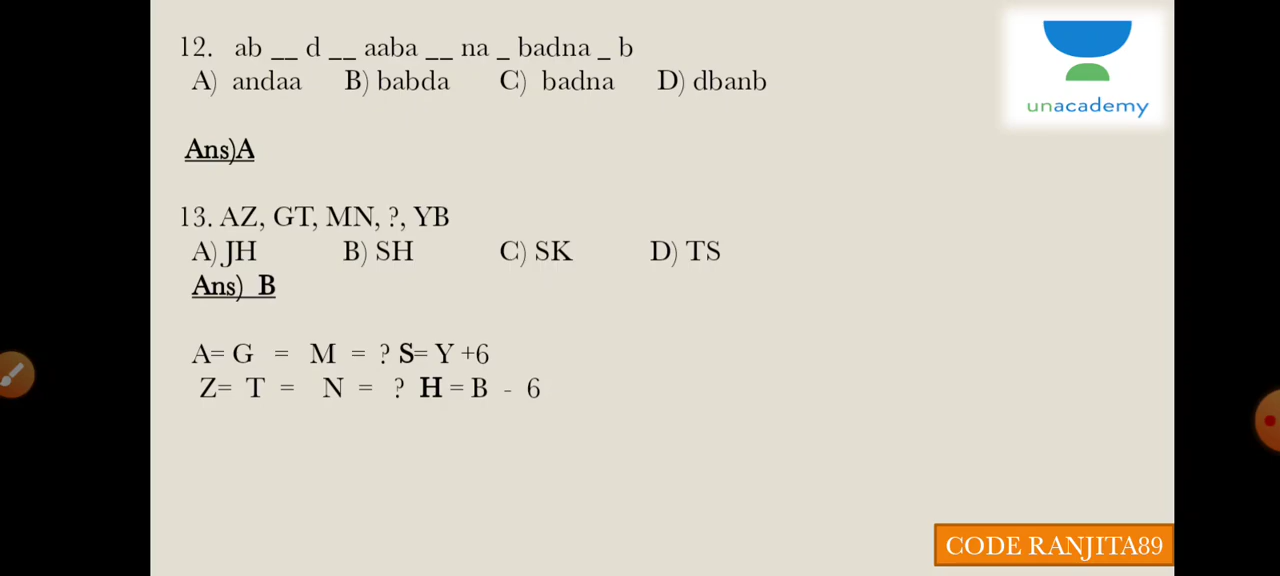 12. ab __ d __ aaba __ na _ badna _ b
A) andaa B) babda C) badna D) dbanb
unacademy
Ans)A
13. AZ, GT, MN, ?, YB
A) JH B) SH C) SK D) TS
Ans) B
A= G = M = ? S= Y +6
Z= T = N = ? H = B - 6
CODE RANJITA89